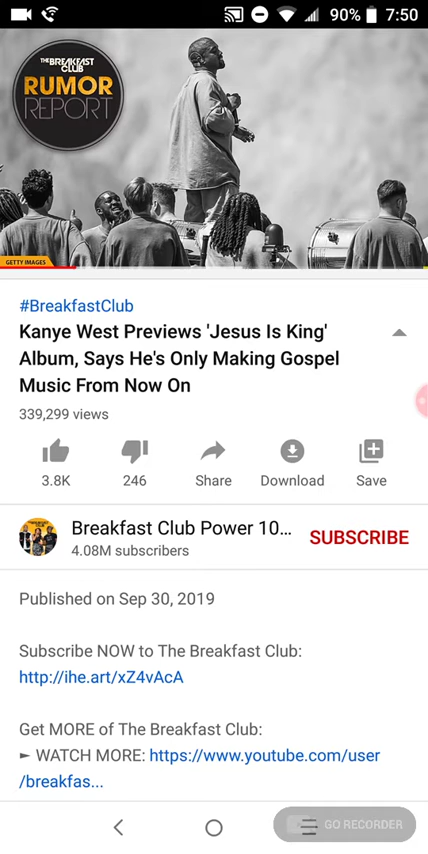 90% 7:50
THE BREAKFAST
CLUB
RUMOR
REPORT
GETTY IMAGES
#BreakfastClub
Kanye West Previews 'Jesus Is King'
Album, Says He's Only Making Gospel
Music From Now On
339,299 views
3.8K 246 Share Download Save
Breakfast Club Power 10...
4.08M subscribers
SUBSCRIBE
Published on Sep 30, 2019
Subscribe NOW to The Breakfast Club:
http://ihe.art/xZ4vAcA
Get MORE of The Breakfast Club:
► WATCH MORE: https://www.youtube.com/user
/breakfas...
GO RECORDER